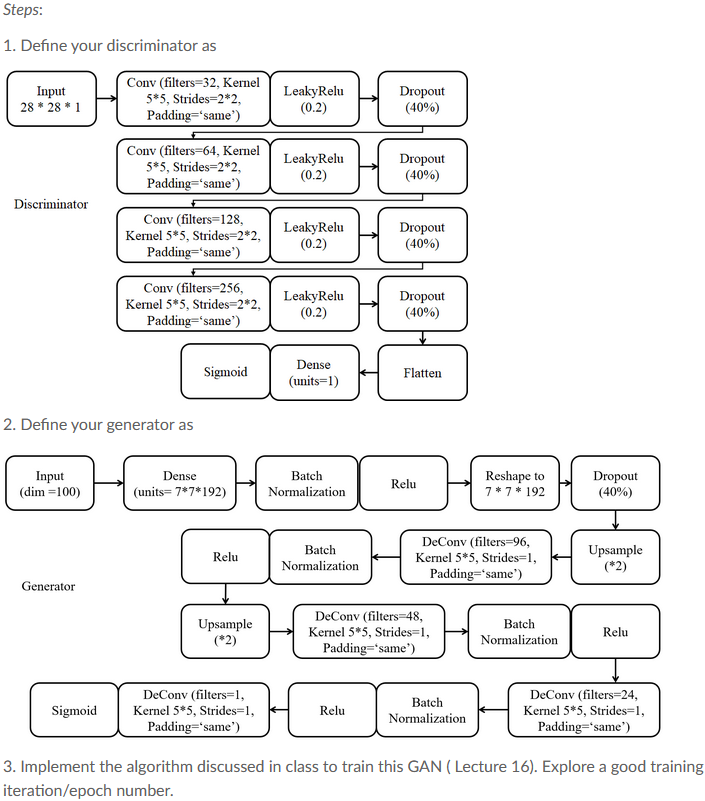 Steps:
1. Define your discriminator as
Input
28 * 28 * 1
Conv (filters=32, Kernel
5*5, Strides=2*2,
Padding=‘same’)
LeakyRelu
(0.2)
Dropout
(40%)
Conv (filters=64, Kernel
5*5, Strides=2*2,
Padding=‘same’)
LeakyRelu
(0.2)
Dropout
(40%)
Discriminator
Conv (filters=128,
Kernel 5*5, Strides=2*2,
Padding=‘same’)
LeakyRelu
(0.2)
Dropout
(40%)
Conv (filters=256,
Kernel 5*5, Strides=2*2,
Padding=‘same’)
LeakyRelu
(0.2)
Dropout
(40%)
Sigmoid
Dense
(units=1)
Flatten
2. Define your generator as
Input
(dim =100)
Dense
(units= 7*7*192)
Batch
Normalization
Relu
Reshape to
7 * 7 * 192
Dropout
(40%)
Relu
Batch
Normalization
DeConv (filters=96,
Kernel 5*5, Strides=1,
Padding=‘same’)
Upsample
(*2)
Generator
Upsample
(*2)
DeConv (filters=48,
Kernel 5*5, Strides=1,
Padding=‘same’)
Batch
Normalization
Relu
Sigmoid
DeConv (filters=1,
Kernel 5*5, Strides=1,
Padding=‘same’)
Relu
Batch
Normalization
DeConv (filters=24,
Kernel 5*5, Strides=1,
Padding=‘same’)
3. Implement the algorithm discussed in class to train this GAN ( Lecture 16). Explore a good training
iteration/epoch number.